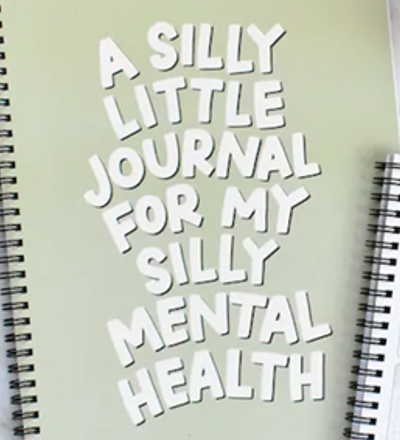 A SILLY
LITTLE
JOURNAL
FOR MY
SILLY
MENTAL
HEALTH